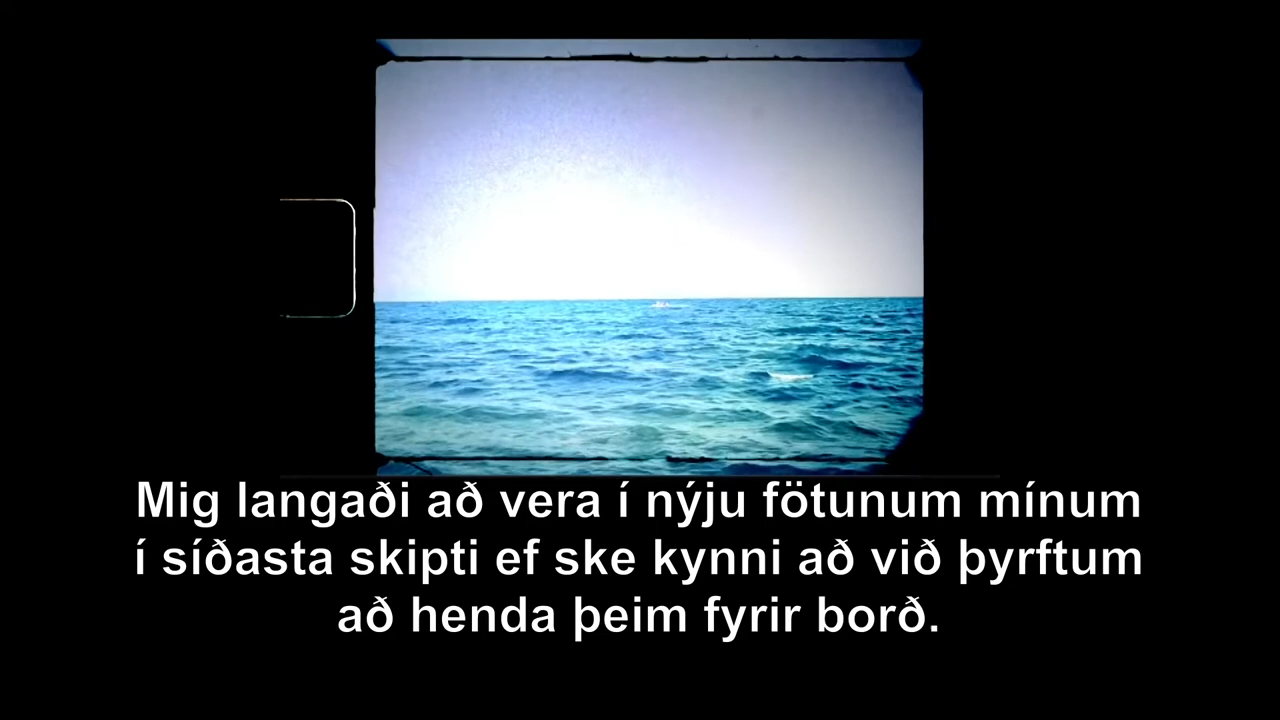 Mig langaði að vera í nýju fötunum mínum
í síðasta skipti ef ske kynni að við þyrftum
að henda þeim fyrir borð.